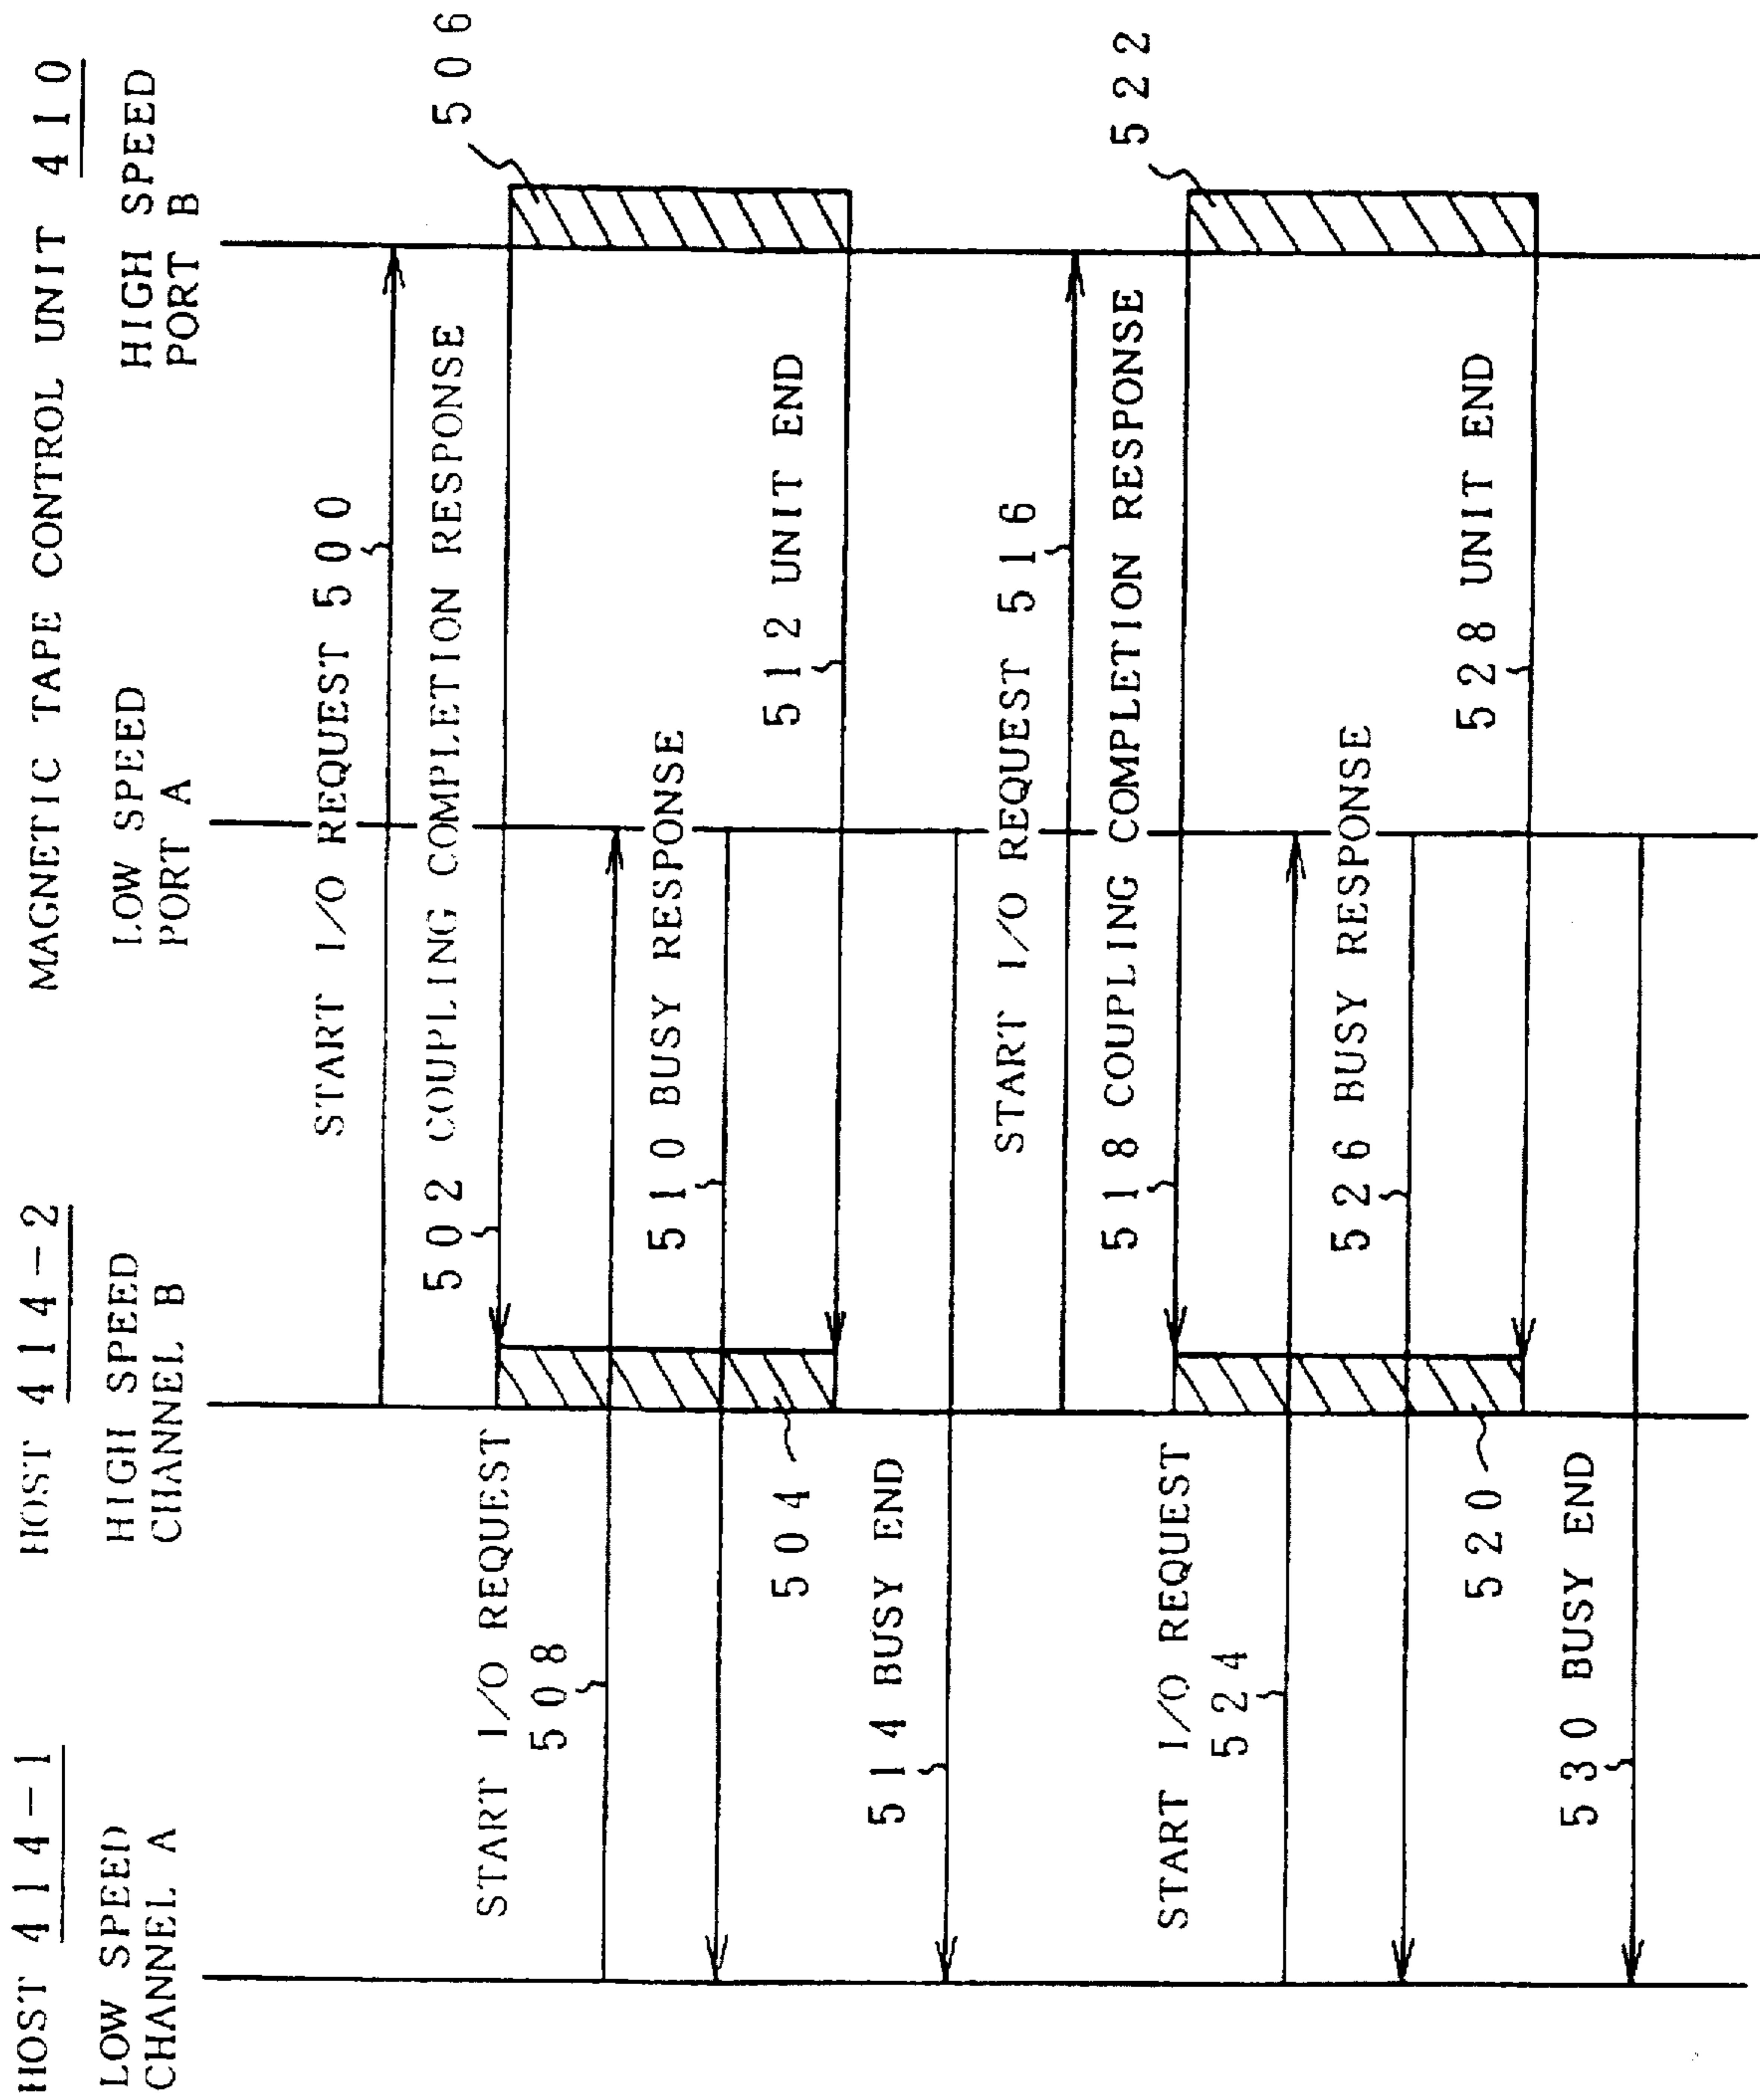 HOST 414-1
LOW SPEED
CHANNEL A
HOST 414-2
HIGH SPEED
CHANNEL B
MAGNETIC TAPE CONTROL UNIT 410
LOW SPEED
PORT A
HIGH SPEED
PORT B
START I/O REQUEST 500
502 COUPLING COMPLETION RESPONSE
506
START I/O REQUEST
508
510 BUSY RESPONSE
504
512 UNIT END
514 BUSY END
START I/O REQUEST 516
518 COUPLING COMPLETION RESPONSE
522
START I/O REQUEST
524
526 BUSY RESPONSE
520
528 UNIT END
530 BUSY END